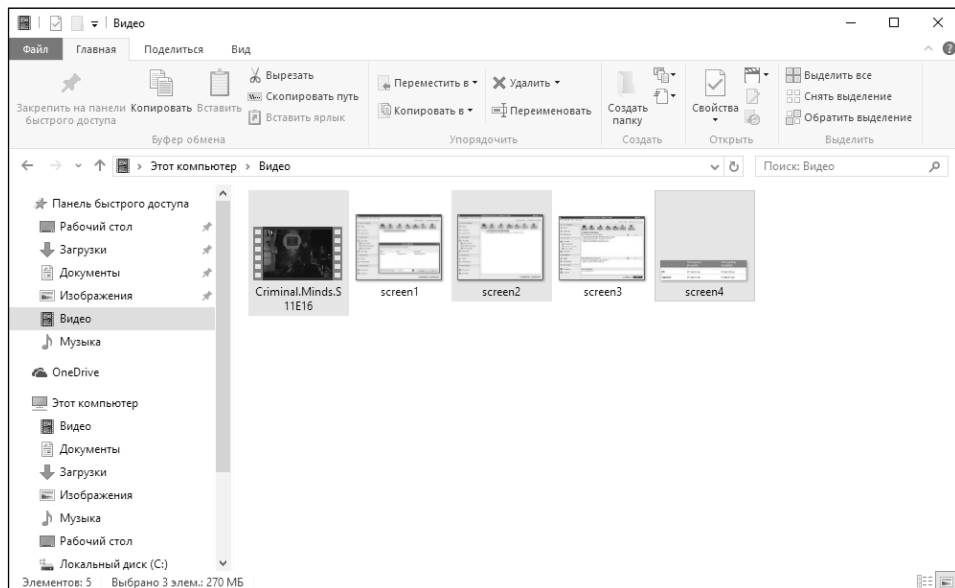 Видео
Файл Главная Поделиться Вид
Закрепить на панели быстрого доступа
Копировать
Вставить
Вырезать
Скопировать путь
Вставить ярлык
Буфер обмена
Переместить в
Копировать в
Удалить
Переименовать
Упорядочить
Создать папку
Создать
Свойства
Открыть
Выделить все
Снять выделение
Обратить выделение
Выделить
Этот компьютер > Видео
Поиск: Видео
Панель быстрого доступа
Рабочий стол
Загрузки
Документы
Изображения
Видео
Музыка
OneDrive
Этот компьютер
Видео
Документы
Загрузки
Изображения
Музыка
Рабочий стол
Локальный диск (C:)
Criminal.Minds.S
11E16
screen1
screen2
screen3
screen4
Элементов: 5 Выбрано 3 элем.: 270 МБ